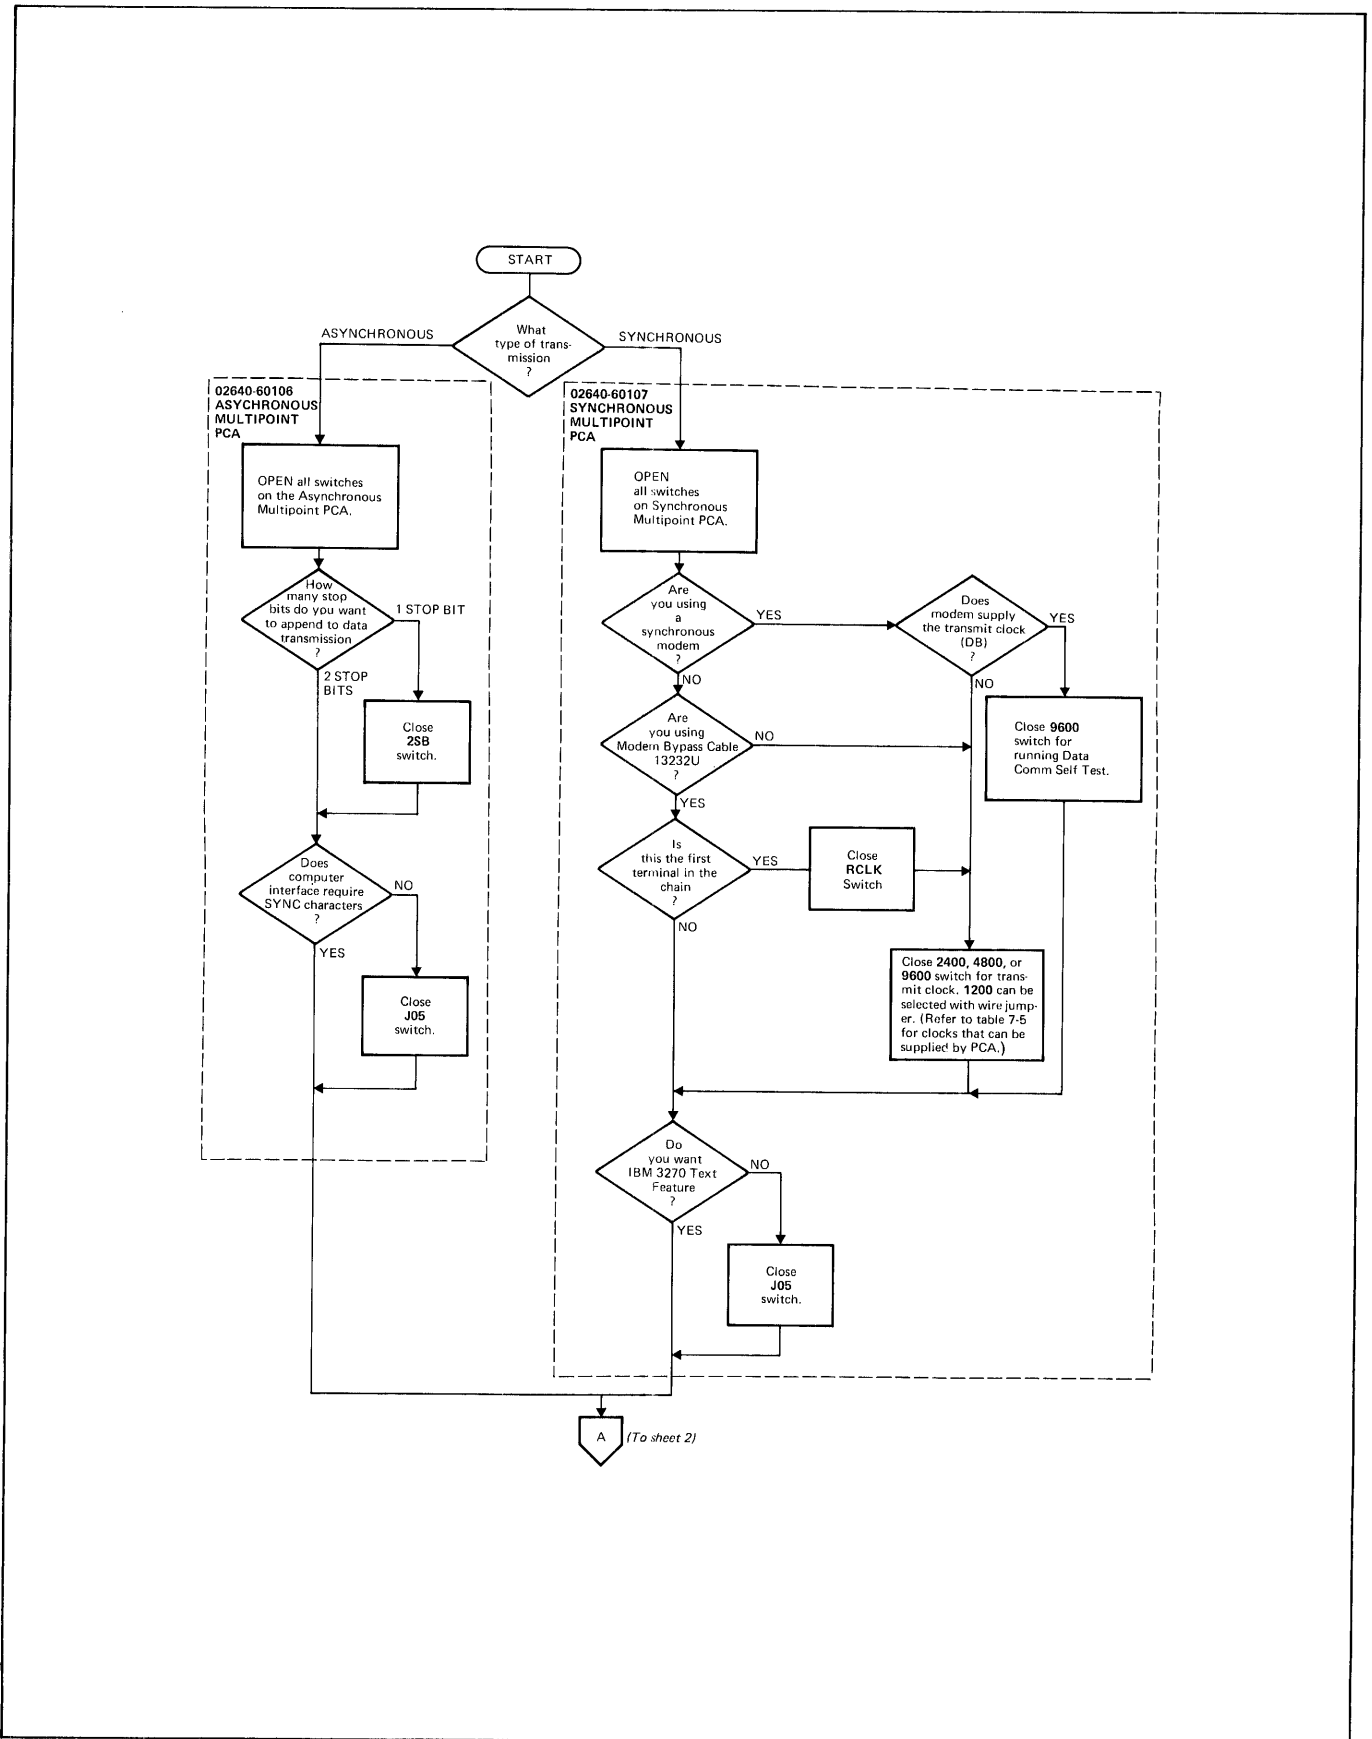 START
What
type of trans-
mission
?
ASYNCHRONOUS
SYNCHRONOUS
02640-60106
ASYCHRONOUS
MULTIPOINT
PCA
OPEN all switches
on the Asynchronous
Multipoint PCA.
How
many stop
bits do you want
to append to data
transmission
?
1 STOP BIT
2 STOP
BITS
Close
2SB
switch.
Does
computer
interface require
SYNC characters
?
NO
YES
Close
J05
switch.
02640-60107
SYNCHRONOUS
MULTIPOINT
PCA
OPEN
all switches
on Synchronous
Multipoint PCA.
Are
you using
a
synchronous
modem
?
YES
NO
Does
modem supply
the transmit clock
(DB)
?
YES
NO
Close 9600
switch for
running Data
Comm Self Test.
Are
you using
Modem Bypass Cable
13232U
?
NO
YES
Is
this the first
terminal in the
chain
?
YES
NO
Close
RCLK
Switch
Close 2400, 4800, or
9600 switch for trans-
mit clock. 1200 can be
selected with wire jump-
er. (Refer to table 7-5
for clocks that can be
supplied by PCA.)
Do
you want
IBM 3270 Text
Feature
?
NO
YES
Close
J05
switch.
A
(To sheet 2)